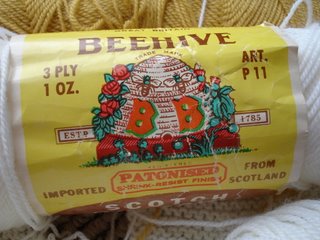 BEEHIVE
TRADE MARK
3 PLY
1 OZ.
ART.
P 11
B B
ESTD
1785
PATONISED
SHRINK-RESIST FINISH
IMPORTED
FROM
SCOTLAND
SCOTCH